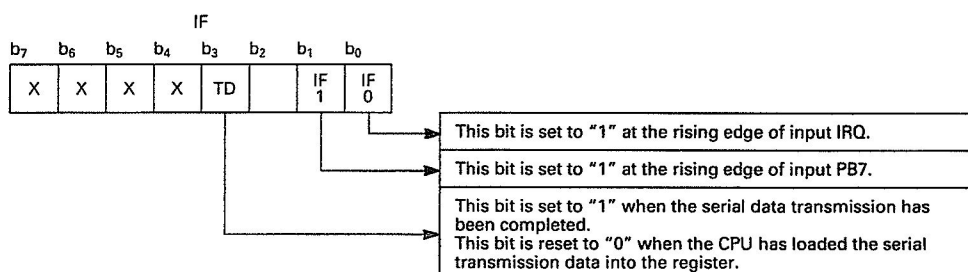 IF
b7 b6 b5 b4 b3 b2 b1 b0
X X X X TD IF 1 IF 0
This bit is set to "1" at the rising edge of input IRQ.
This bit is set to "1" at the rising edge of input PB7.
This bit is set to "1" when the serial data transmission has
been completed.
This bit is reset to "0" when the CPU has loaded the serial
transmission data into the register.